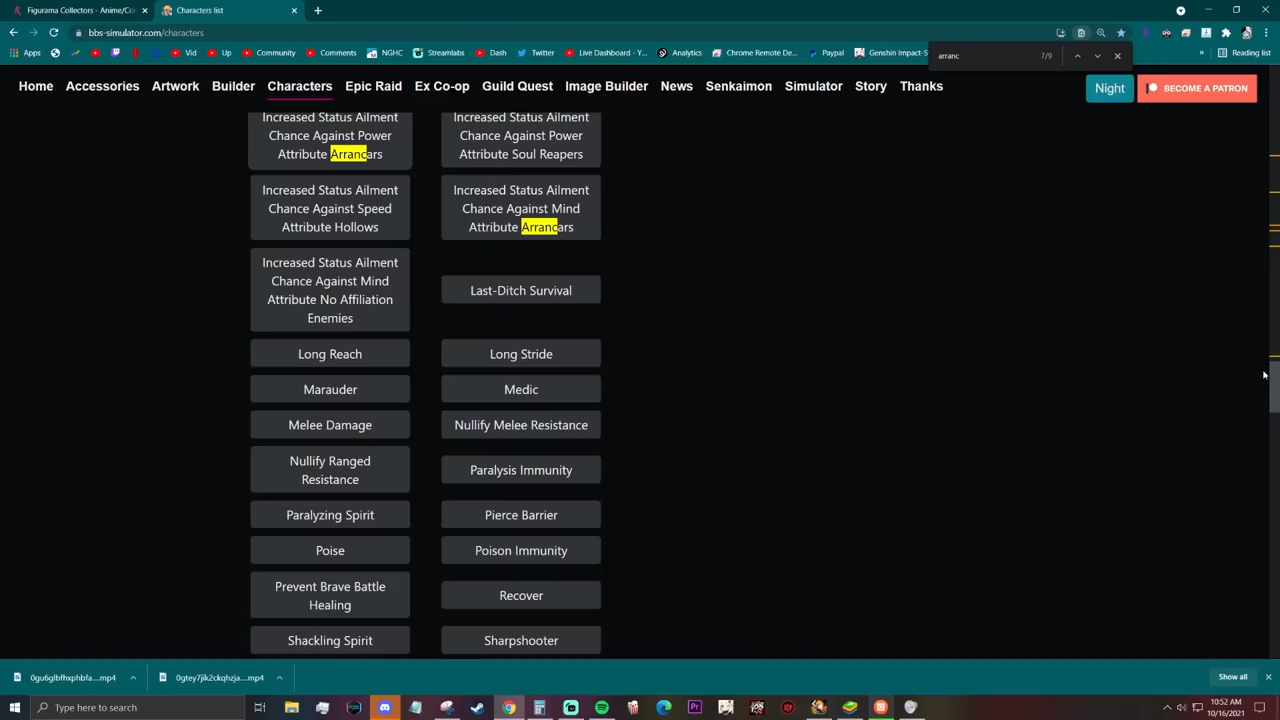 Figurama Collectors - Anime/Co
Characters list
bbs-simulator.com/characters
Apps
Vid
Up
Community
Comments
NGHC
Streamlabs
Dash
Twitter
Live Dashboard - Yo
Analytics
Chrome Remote De
Paypal
Genshin Impact-S
Reading list
arranc
7/9
Home
Accessories
Artwork
Builder
Characters
Epic Raid
Ex Co-op
Guild Quest
Image Builder
News
Senkaimon
Simulator
Story
Thanks
Night
BECOME A PATRON
Increased Status Ailment
Chance Against Power
Attribute Arrancars
Increased Status Ailment
Chance Against Power
Attribute Soul Reapers
Increased Status Ailment
Chance Against Speed
Attribute Hollows
Increased Status Ailment
Chance Against Mind
Attribute Arrancars
Increased Status Ailment
Chance Against Mind
Attribute No Affiliation
Enemies
Last-Ditch Survival
Long Reach
Long Stride
Marauder
Medic
Melee Damage
Nullify Melee Resistance
Nullify Ranged
Resistance
Paralysis Immunity
Paralyzing Spirit
Pierce Barrier
Poise
Poison Immunity
Prevent Brave Battle
Healing
Recover
Shackling Spirit
Sharpshooter
0gu6glbfhxphbfa....mp4
0gtey7jik2ckqhzja....mp4
Show all
Type here to search
10:52 AM
10/16/2021